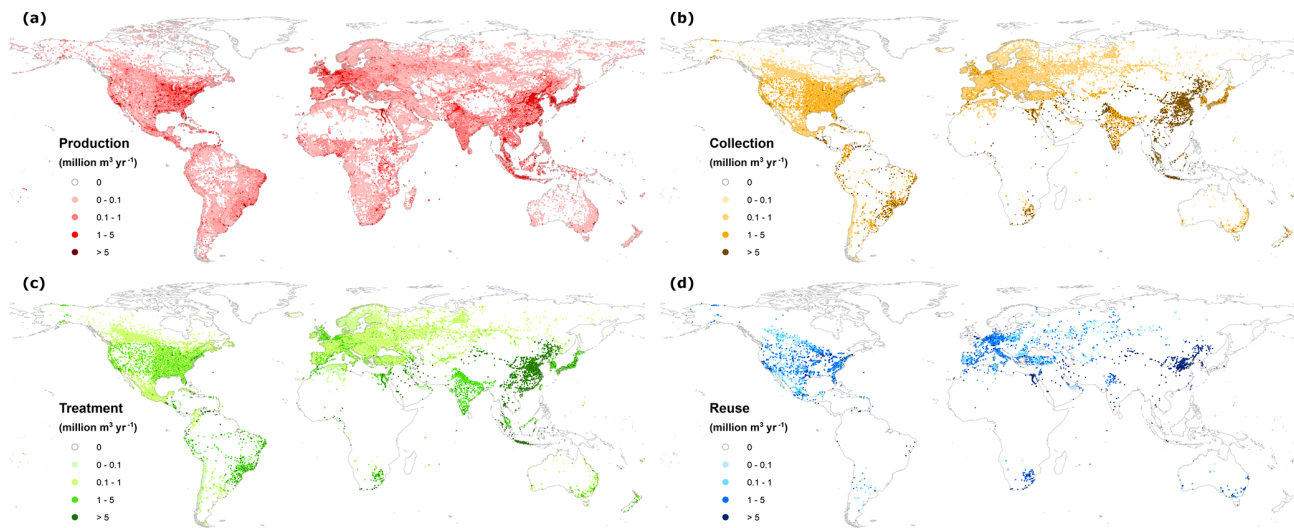 (a)
Production
(million m³ yr⁻¹)
0
0 - 0.1
0.1 - 1
1 - 5
> 5
(b)
Collection
(million m³ yr⁻¹)
0
0 - 0.1
0.1 - 1
1 - 5
> 5
(c)
Treatment
(million m³ yr⁻¹)
0
0 - 0.1
0.1 - 1
1 - 5
> 5
(d)
Reuse
(million m³ yr⁻¹)
0
0 - 0.1
0.1 - 1
1 - 5
> 5